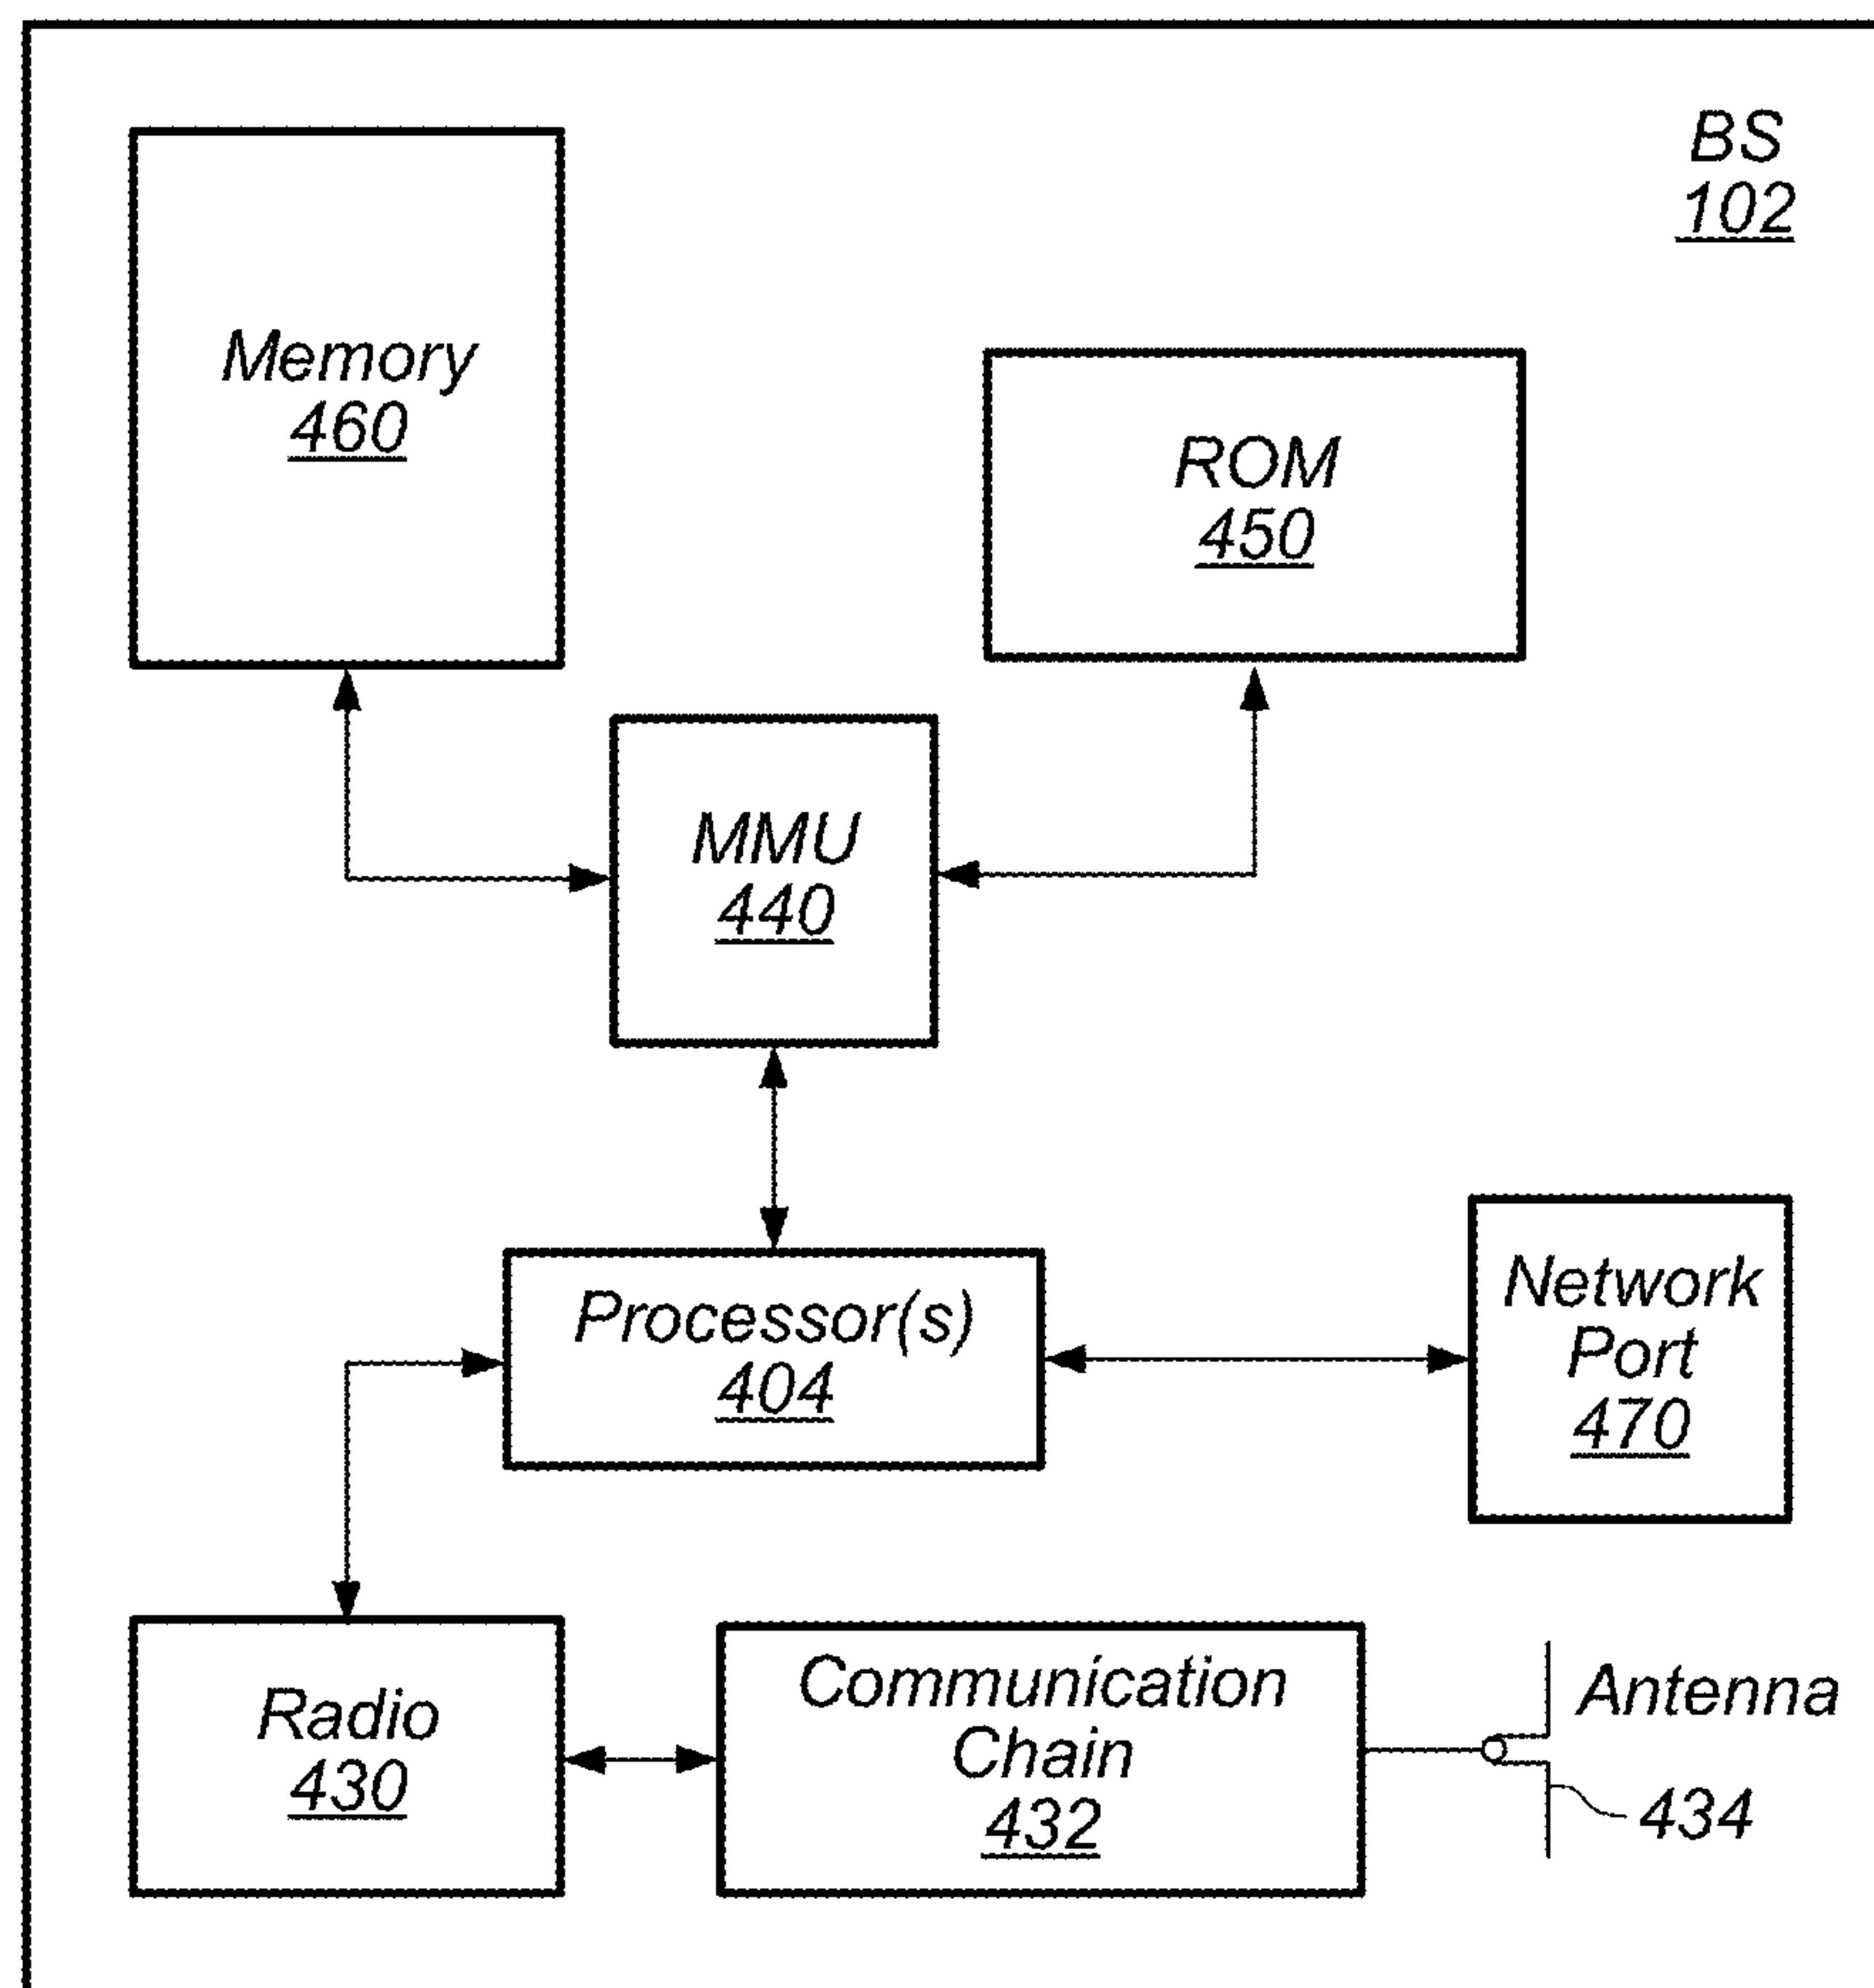 BS
102
Memory
460
ROM
450
MMU
440
Processor(s)
404
Network
Port
470
Radio
430
Communication
Chain
432
Antenna
434